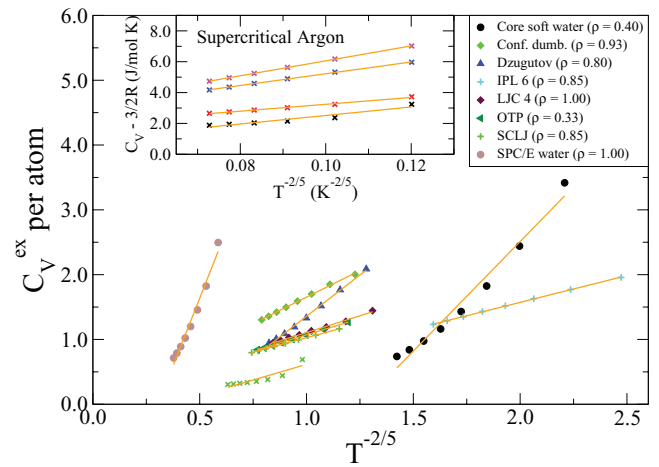 Supercritical Argon
C_V - 3/2R (J/mol K)
8.0
6.0
4.0
2.0
0.0
0.08
0.10
0.12
T^{-2/5} (K^{-2/5})
Core soft water (ρ = 0.40)
Conf. dumb. (ρ = 0.93)
Dzugutov (ρ = 0.80)
IPL 6 (ρ = 0.85)
LJC 4 (ρ = 1.00)
OTP (ρ = 0.33)
SCLJ (ρ = 0.85)
SPC/E water (ρ = 1.00)
C_V^{ex} per atom
6.0
5.0
4.0
3.0
2.0
1.0
0.0
0.0
0.5
1.0
1.5
2.0
2.5
T^{-2/5}